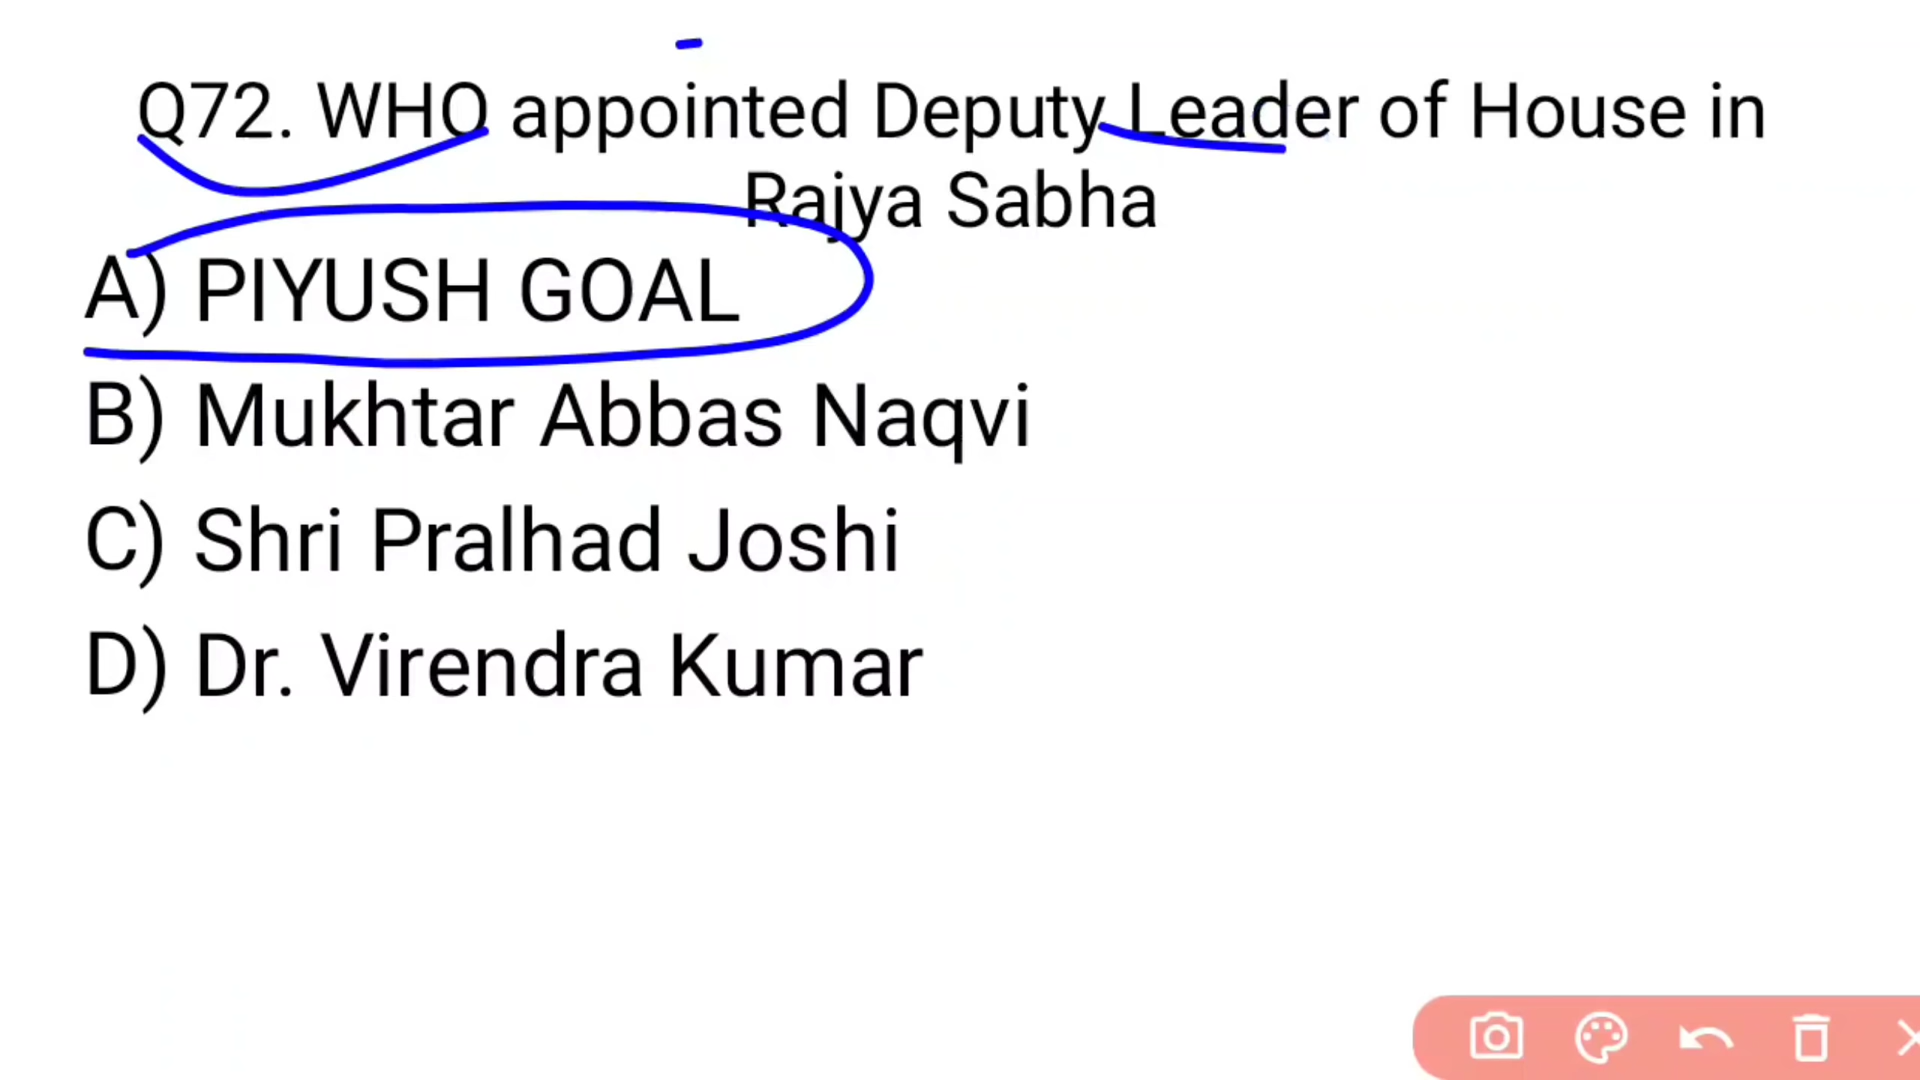 Q72. WHO appointed Deputy Leader of House in
Rajya Sabha
A) PIYUSH GOAL
B) Mukhtar Abbas Naqvi
C) Shri Pralhad Joshi
D) Dr. Virendra Kumar